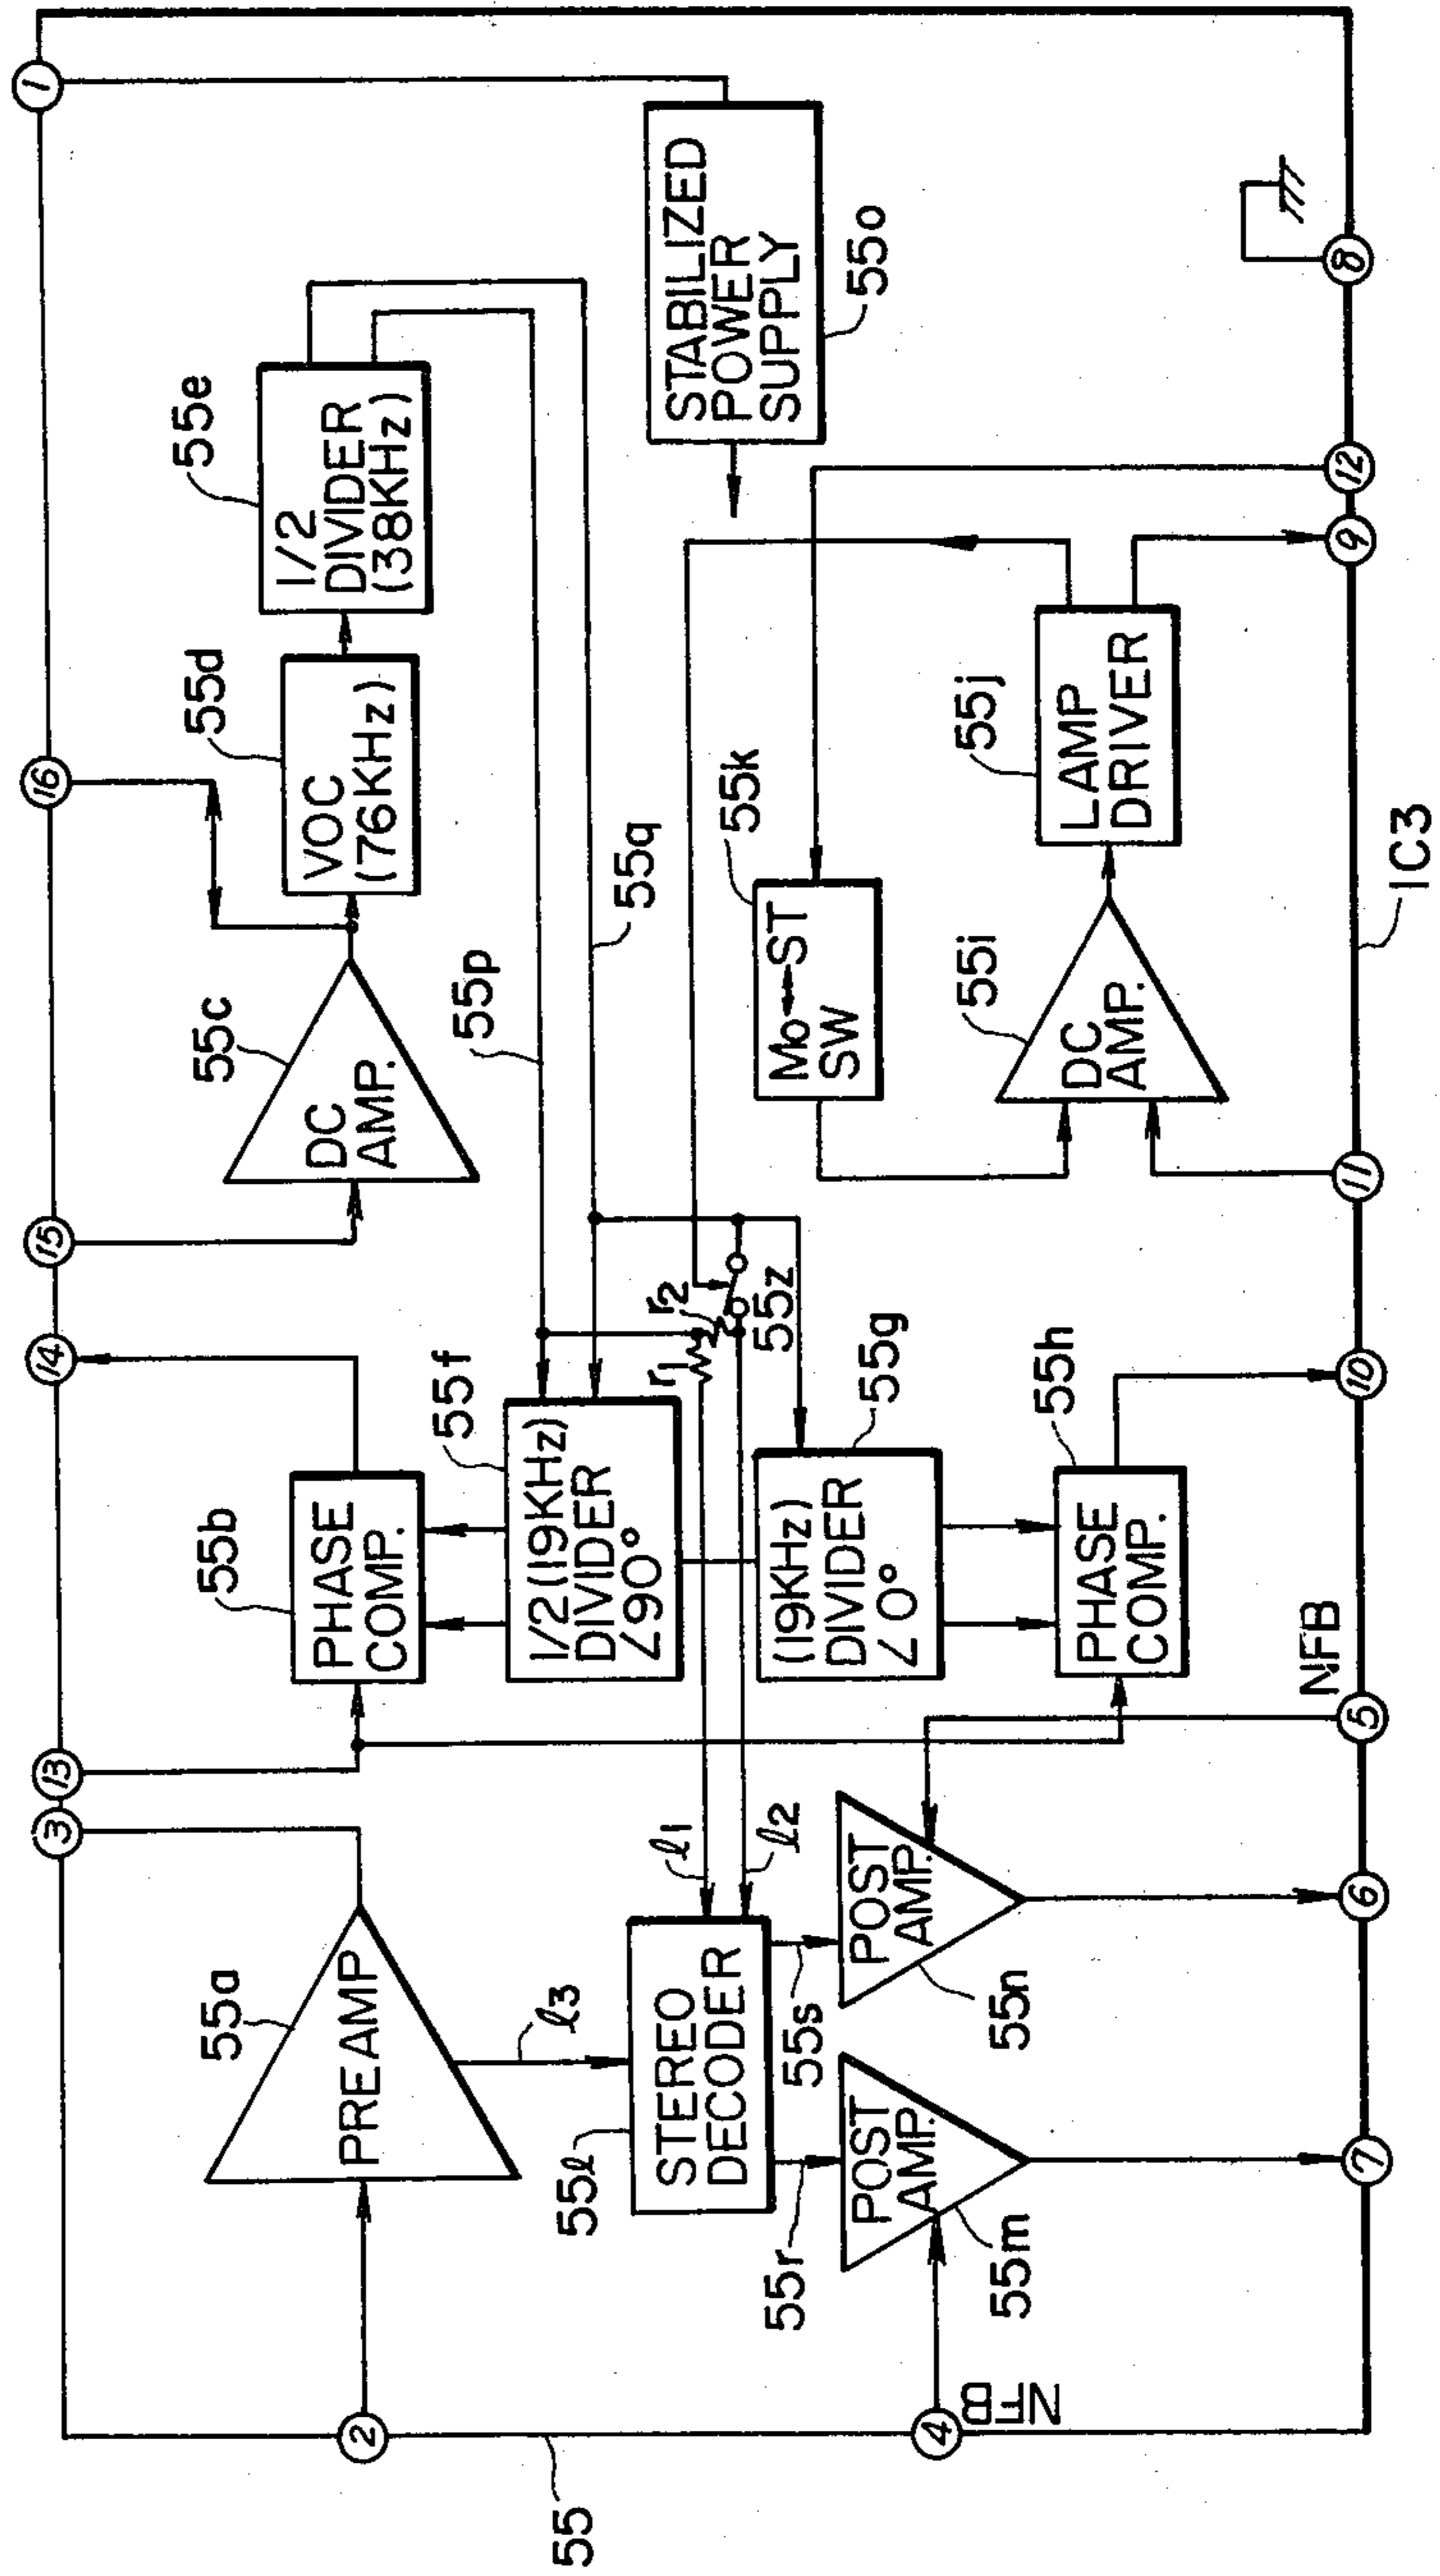 3
13
14
15
16
1
55a
PREAMP
2
55b
PHASE
COMP.
55c
DC
AMP.
55d
VOC
(76KHz)
55e
1/2
DIVIDER
(38KHz)
55f
1/2(19KHz)
DIVIDER
∠90°
55p
55q
r1
r2
55z
ℓ1
ℓ2
ℓ3
55
55ℓ
STEREO
DECODER
55r
55s
(19KHz)
DIVIDER
∠0°
55g
Mo↔ST
SW
55k
STABILIZED
POWER
SUPPLY
55o
4
NFB
POST
AMP.
55m
POST
AMP.
55n
PHASE
COMP.
55h
DC
AMP.
55i
LAMP
DRIVER
55j
NFB
7
6
5
10
11
9
12
8
IC3